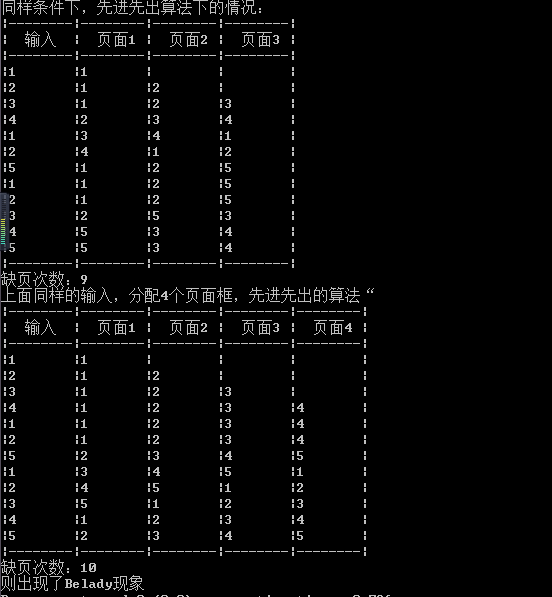 同样条件下，先进先出算法下的情况：
¦--------¦--------¦--------¦--------¦
¦ 输入 ¦ 页面1 ¦ 页面2 ¦ 页面3 ¦
¦--------¦--------¦--------¦--------¦
¦1 ¦1 ¦ ¦ ¦
¦2 ¦1 ¦2 ¦ ¦
¦3 ¦1 ¦2 ¦3 ¦
¦4 ¦2 ¦3 ¦4 ¦
¦1 ¦3 ¦4 ¦1 ¦
¦2 ¦4 ¦1 ¦2 ¦
¦5 ¦1 ¦2 ¦5 ¦
¦1 ¦1 ¦2 ¦5 ¦
¦2 ¦1 ¦2 ¦5 ¦
¦3 ¦2 ¦5 ¦3 ¦
¦4 ¦5 ¦3 ¦4 ¦
¦5 ¦5 ¦3 ¦4 ¦
¦--------¦--------¦--------¦--------¦
缺页次数：9
上面同样的输入，分配4个页面框，先进先出的算法“
¦--------¦--------¦--------¦--------¦--------¦
¦ 输入 ¦ 页面1 ¦ 页面2 ¦ 页面3 ¦ 页面4 ¦
¦--------¦--------¦--------¦--------¦--------¦
¦1 ¦1 ¦ ¦ ¦ ¦
¦2 ¦1 ¦2 ¦ ¦ ¦
¦3 ¦1 ¦2 ¦3 ¦ ¦
¦4 ¦1 ¦2 ¦3 ¦4 ¦
¦1 ¦1 ¦2 ¦3 ¦4 ¦
¦2 ¦1 ¦2 ¦3 ¦4 ¦
¦5 ¦2 ¦3 ¦4 ¦5 ¦
¦1 ¦3 ¦4 ¦5 ¦1 ¦
¦2 ¦4 ¦5 ¦1 ¦2 ¦
¦3 ¦5 ¦1 ¦2 ¦3 ¦
¦4 ¦1 ¦2 ¦3 ¦4 ¦
¦5 ¦2 ¦3 ¦4 ¦5 ¦
¦--------¦--------¦--------¦--------¦--------¦
缺页次数：10
则出现了Belady现象